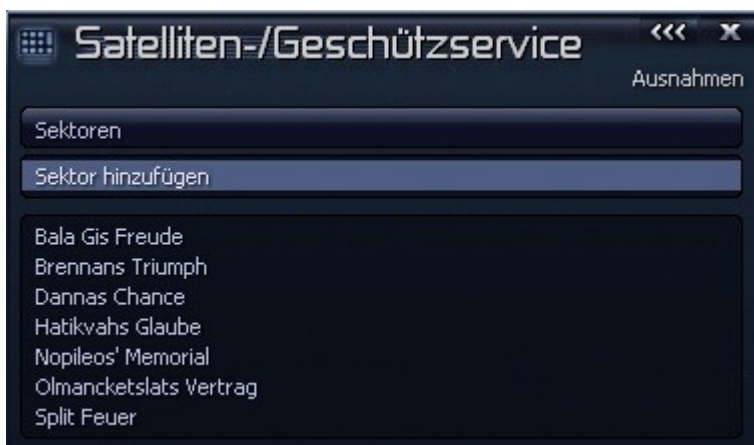 Satelliten-/Geschützservice
<<< X
Ausnahmen
Sektoren
Sektor hinzufügen
Bala Gis Freude
Brennans Triumph
Dannas Chance
Hatikvahs Glaube
Nopileos' Memorial
Olmancketslats Vertrag
Split Feuer